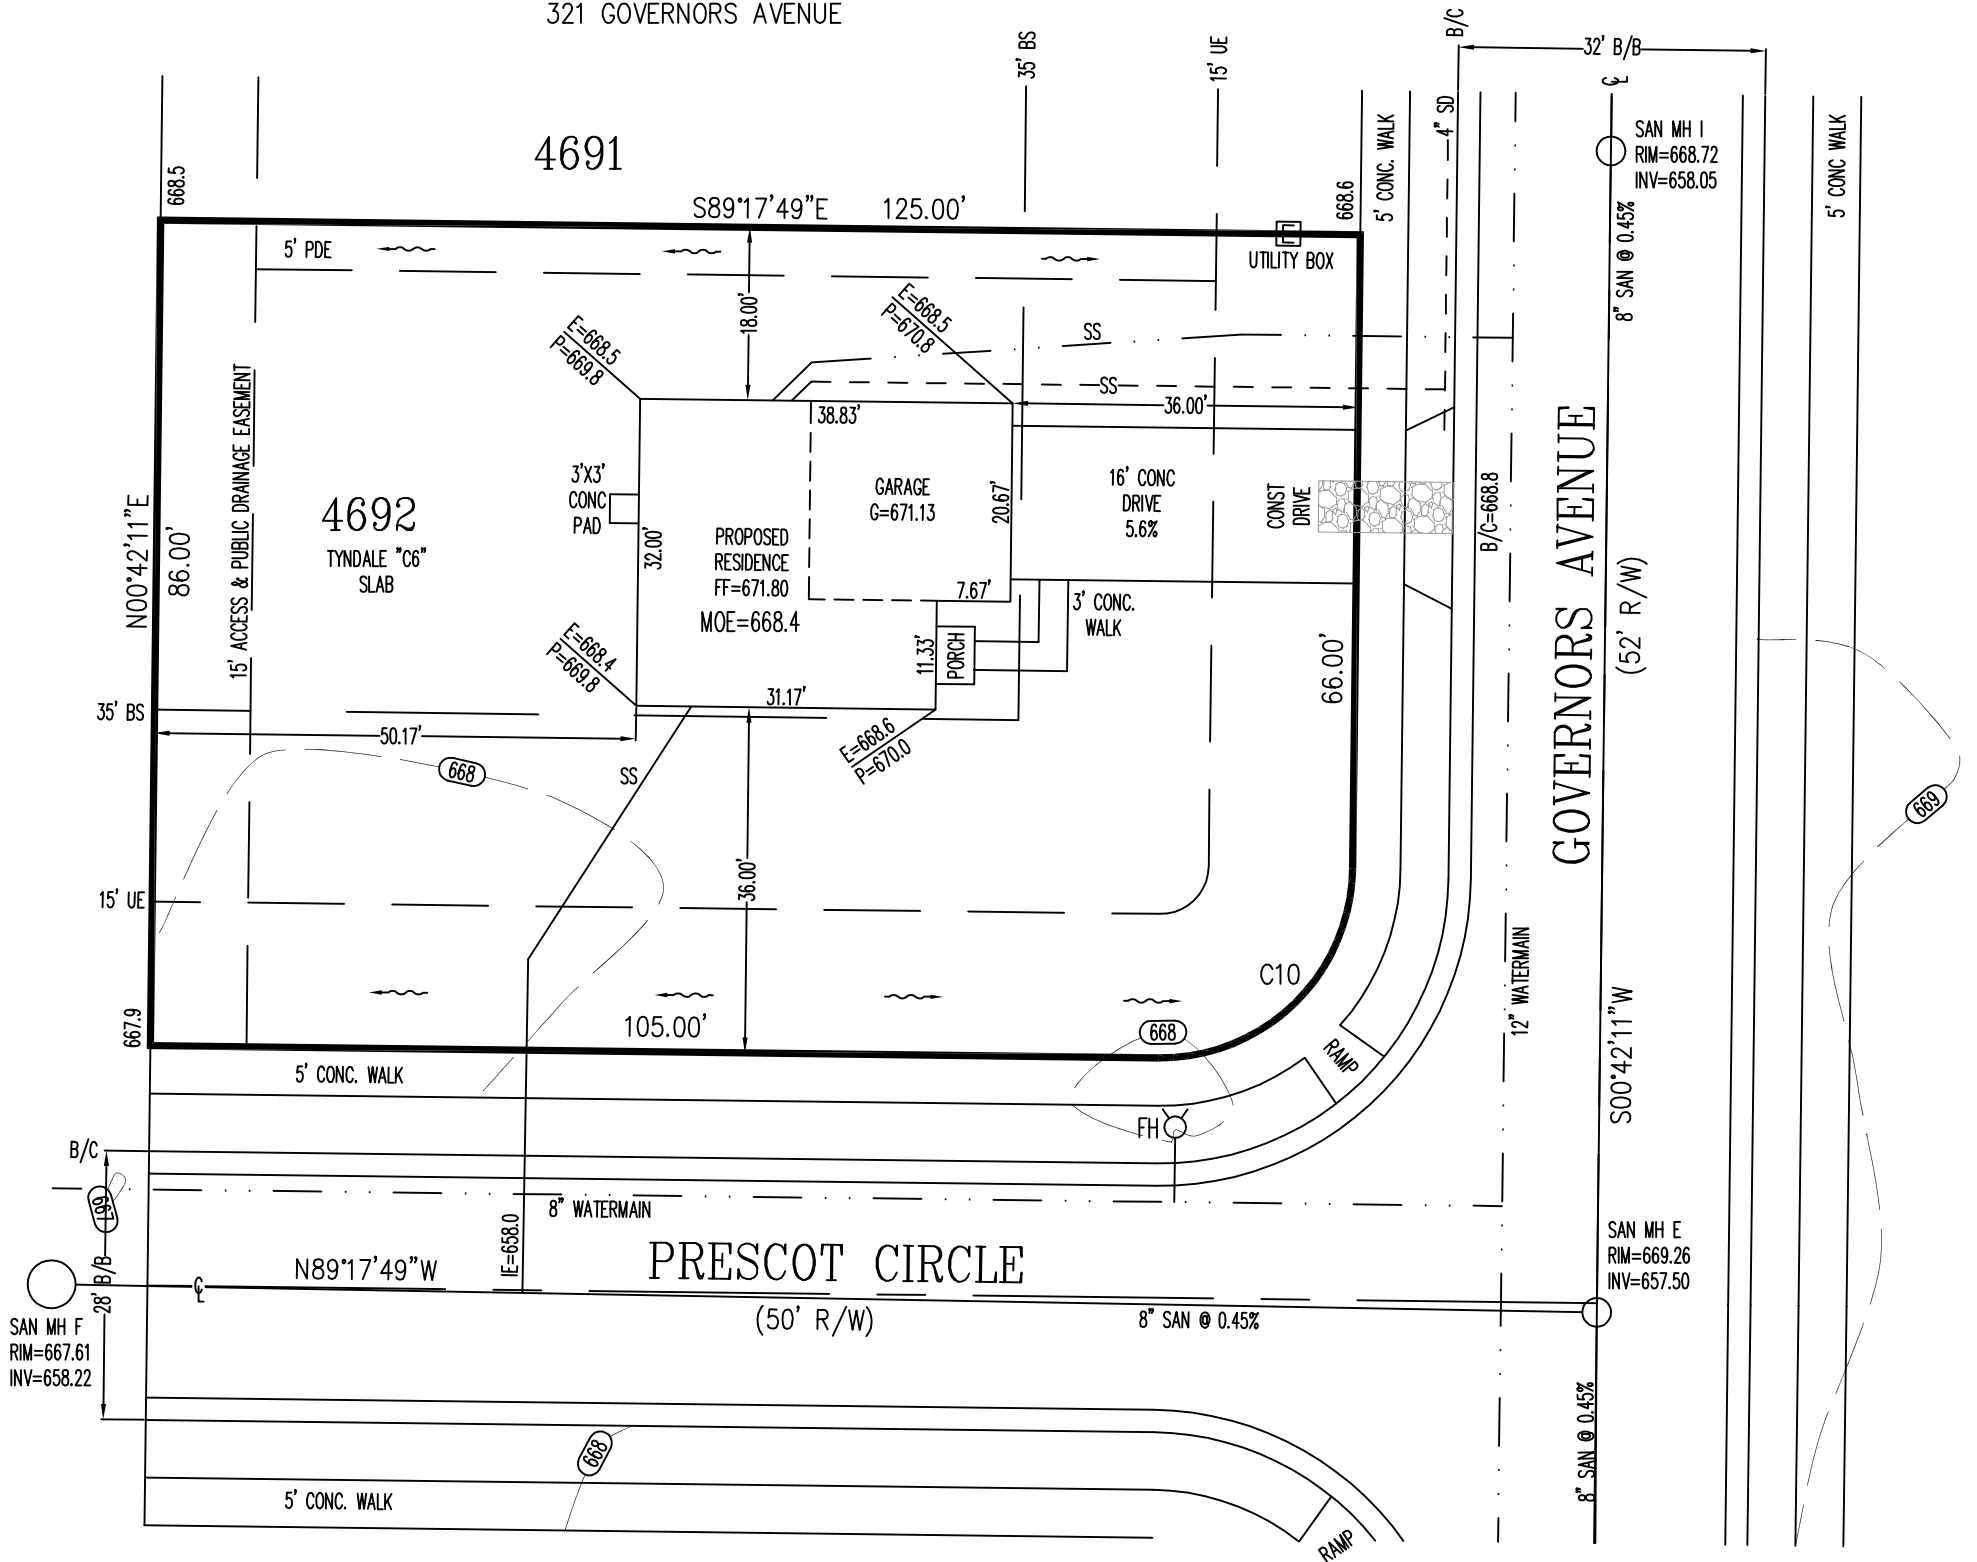 321 GOVERNORS AVENUE
B/C
32' B/B
35' BS
15' UE
CL
4" SD
5' CONC. WALK
5' CONC WALK
SAN MH I
RIM=668.72
INV=658.05
4691
668.5
668.6
S89°17'49"E 125.00'
8" SAN @ 0.45%
5' PDE
UTILITY BOX
18.00'
E=668.5
P=669.8
E=668.5
P=670.8
SS
SS
36.00'
38.83'
15' ACCESS & PUBLIC DRAINAGE EASEMENT
N00°42'11"E
86.00'
4692
TYNDALE "C6"
SLAB
3'X3'
CONC
PAD
32.00'
PROPOSED
RESIDENCE
FF=671.80
MOE=668.4
GARAGE
G=671.13
20.67'
16' CONC
DRIVE
5.6%
CONST
DRIVE
B/C=668.8
GOVERNORS AVENUE
(52' R/W)
7.67'
3' CONC.
WALK
11.33'
PORCH
66.00'
E=668.4
P=669.8
31.17'
E=668.6
P=670.0
35' BS
50.17'
668
SS
669
36.00'
15' UE
C10
12" WATERMAIN
S00°42'11"W
667.9
105.00'
668
5' CONC. WALK
RAMP
FH
B/C
667
28' B/B
8" WATERMAIN
IE=658.0
N89°17'49"W
CL
PRESCOT CIRCLE
(50' R/W)
8" SAN @ 0.45%
SAN MH E
RIM=669.26
INV=657.50
SAN MH F
RIM=667.61
INV=658.22
8" SAN @ 0.45%
668
5' CONC. WALK
RAMP